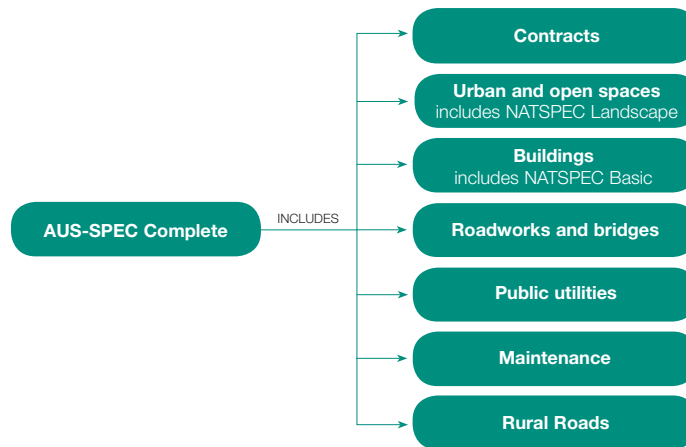 Contracts
Urban and open spaces
includes NATSPEC Landscape
Buildings
includes NATSPEC Basic
AUS-SPEC Complete
INCLUDES
Roadworks and bridges
Public utilities
Maintenance
Rural Roads